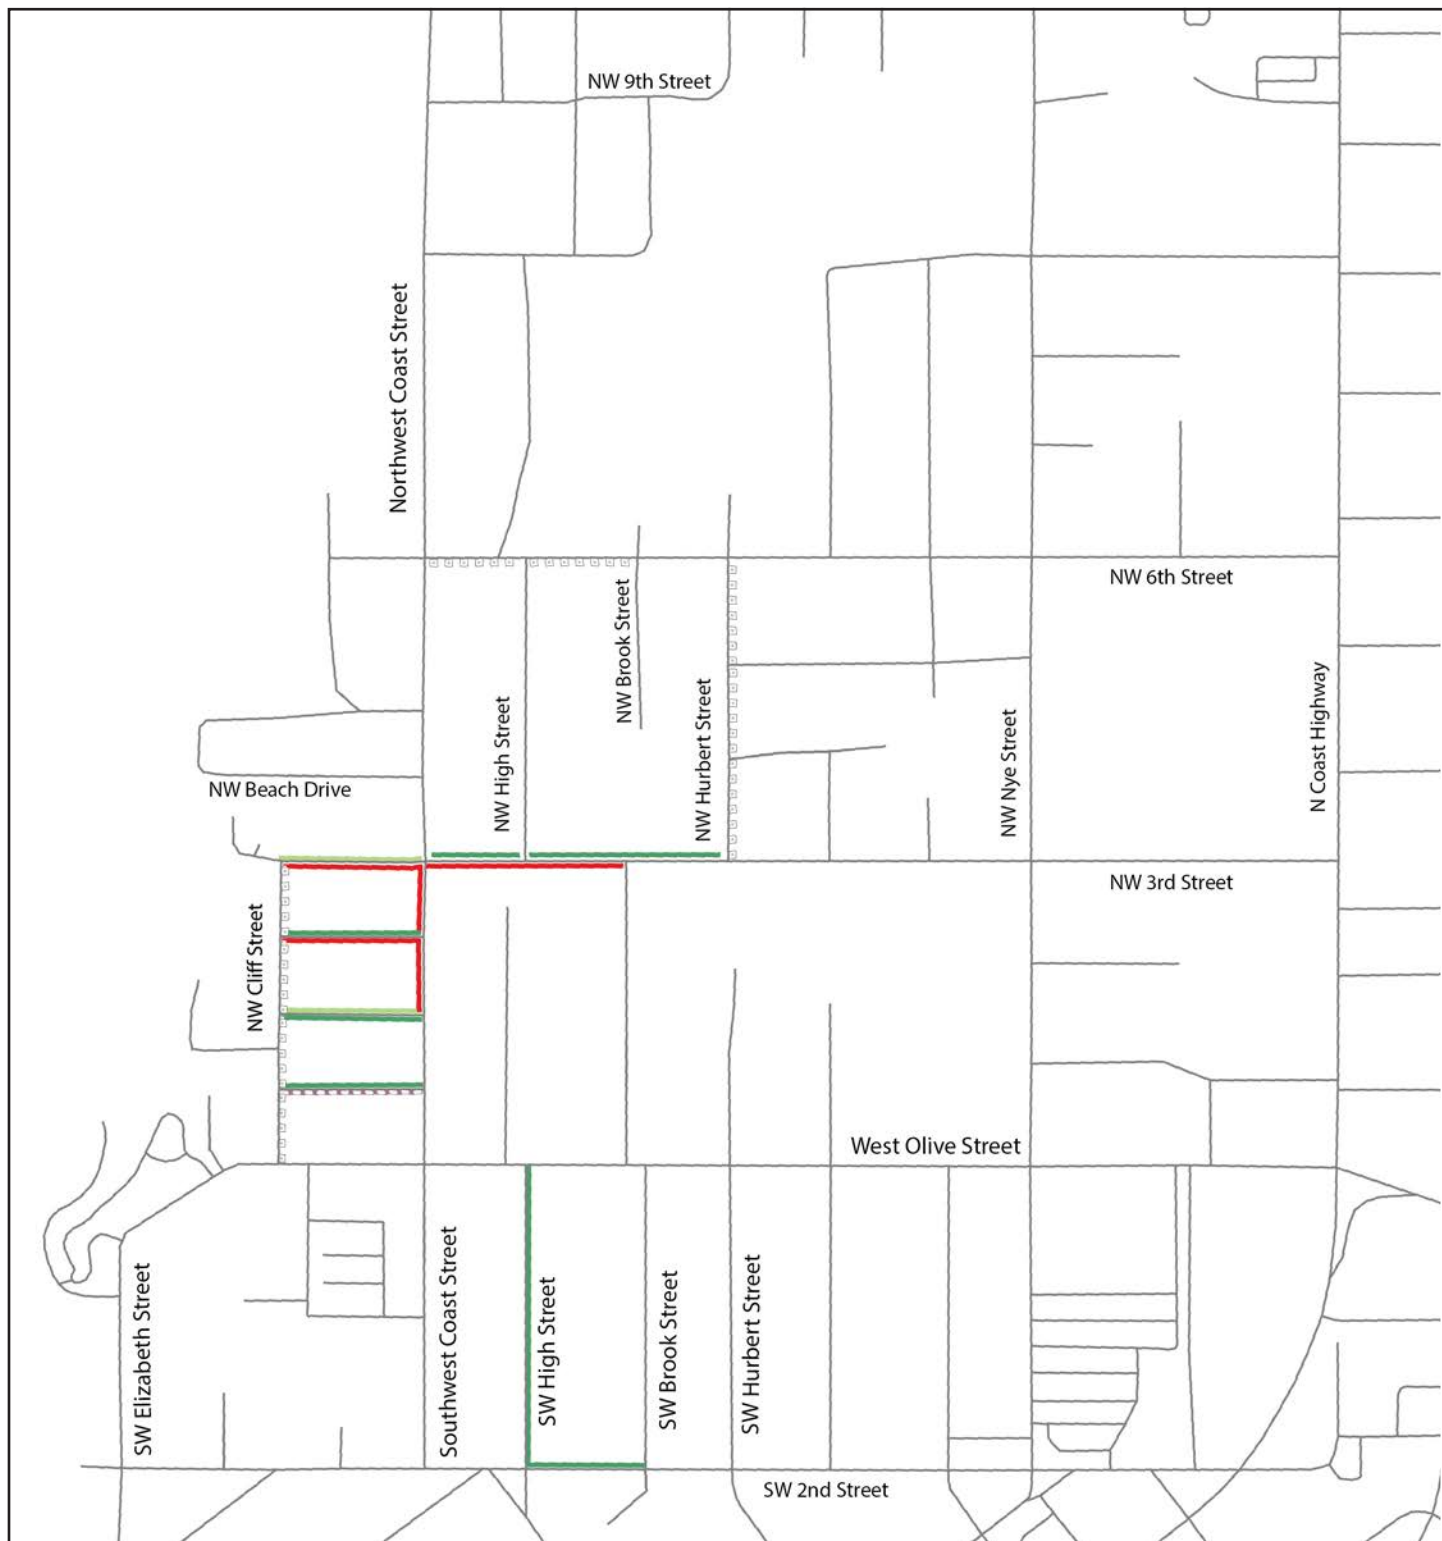 NW 9th Street
Northwest Coast Street
NW 6th Street
NW Brook Street
NW High Street
NW Hurbert Street
NW Nye Street
N Coast Highway
NW Beach Drive
NW 3rd Street
NW Cliff Street
West Olive Street
SW Elizabeth Street
Southwest Coast Street
SW High Street
SW Brook Street
SW Hurbert Street
SW 2nd Street